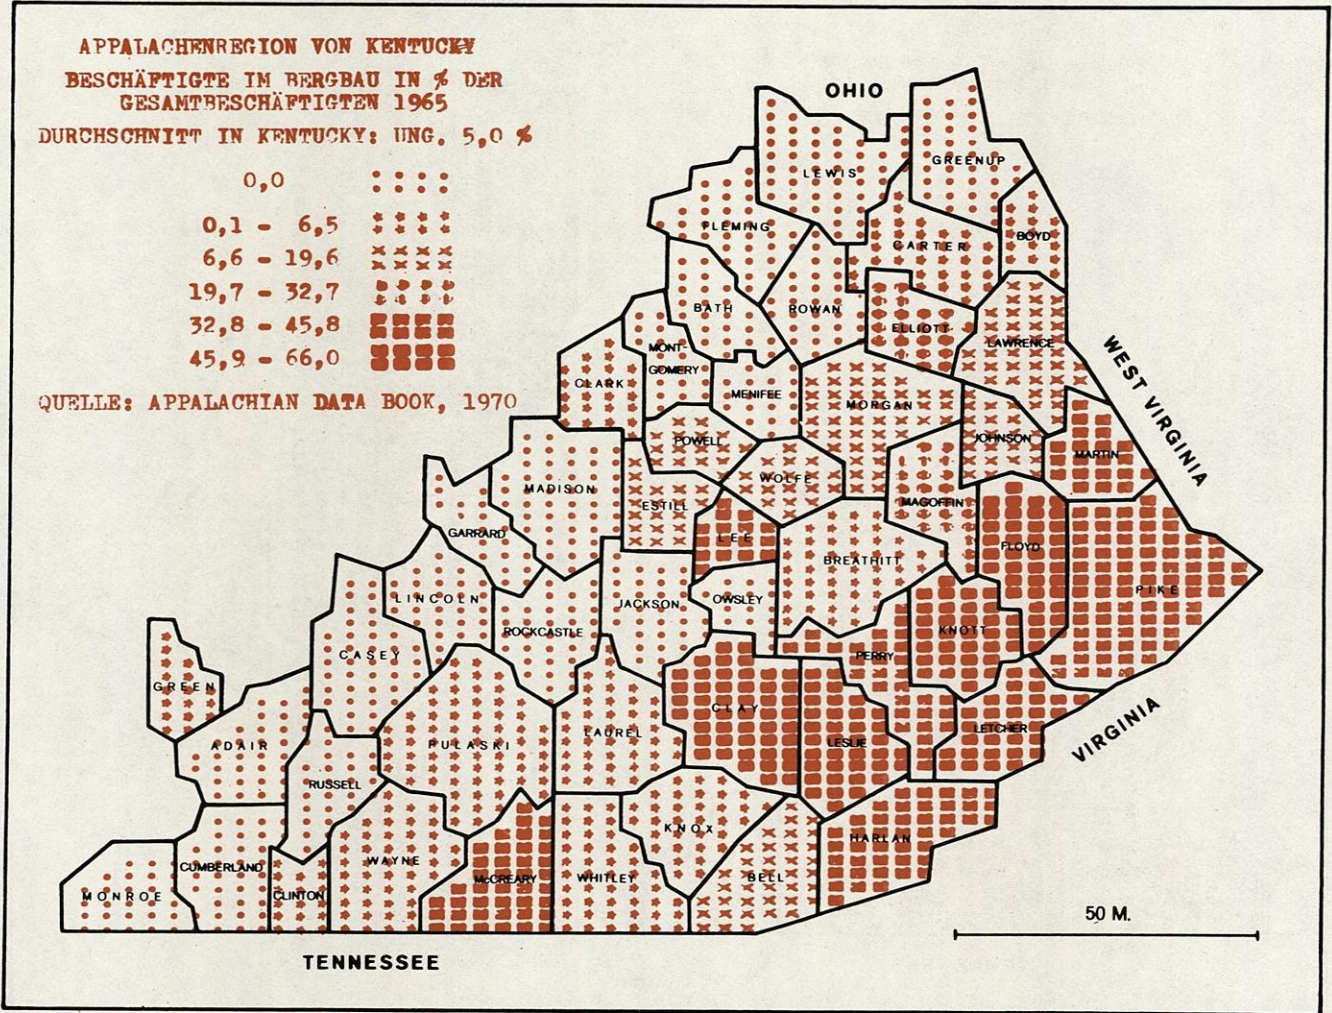 APPALACHENREGION VON KENTUCKY
BESCHÄFTIGTE IM BERGBAU IN % DER
GESAMTBESCHÄFTIGTEN 1965
DURCHSCHNITT IN KENTUCKY: UNG. 5,0 %
0,0
0,1 - 6,5
6,6 - 19,6
19,7 - 32,7
32,8 - 45,8
45,9 - 66,0
QUELLE: APPALACHIAN DATA BOOK, 1970
OHIO
GREENUP
LEWIS
FLEMING
CARTER
BOYD
BATH
ROWAN
ELLIOTT
LAWRENCE
MONT-
GOMERY
CLARK
MENIFEE
MORGAN
WEST VIRGINIA
POWELL
JOHNSON
MARTIN
MADISON
WOLFE
ESTILL
MAGOFFIN
GARRARD
LEE
BREATHITT
FLOYD
PIKE
LINCOLN
JACKSON
OWSLEY
ROCKCASTLE
KNOTT
CASEY
PERRY
GREEN
CLAY
ADAIR
PULASKI
LAUREL
LESLIE
LETCHER
VIRGINIA
RUSSELL
KNOX
HARLAN
CUMBERLAND
WAYNE
MONROE
CLINTON
McCREARY
WHITLEY
BELL
50 M.
TENNESSEE